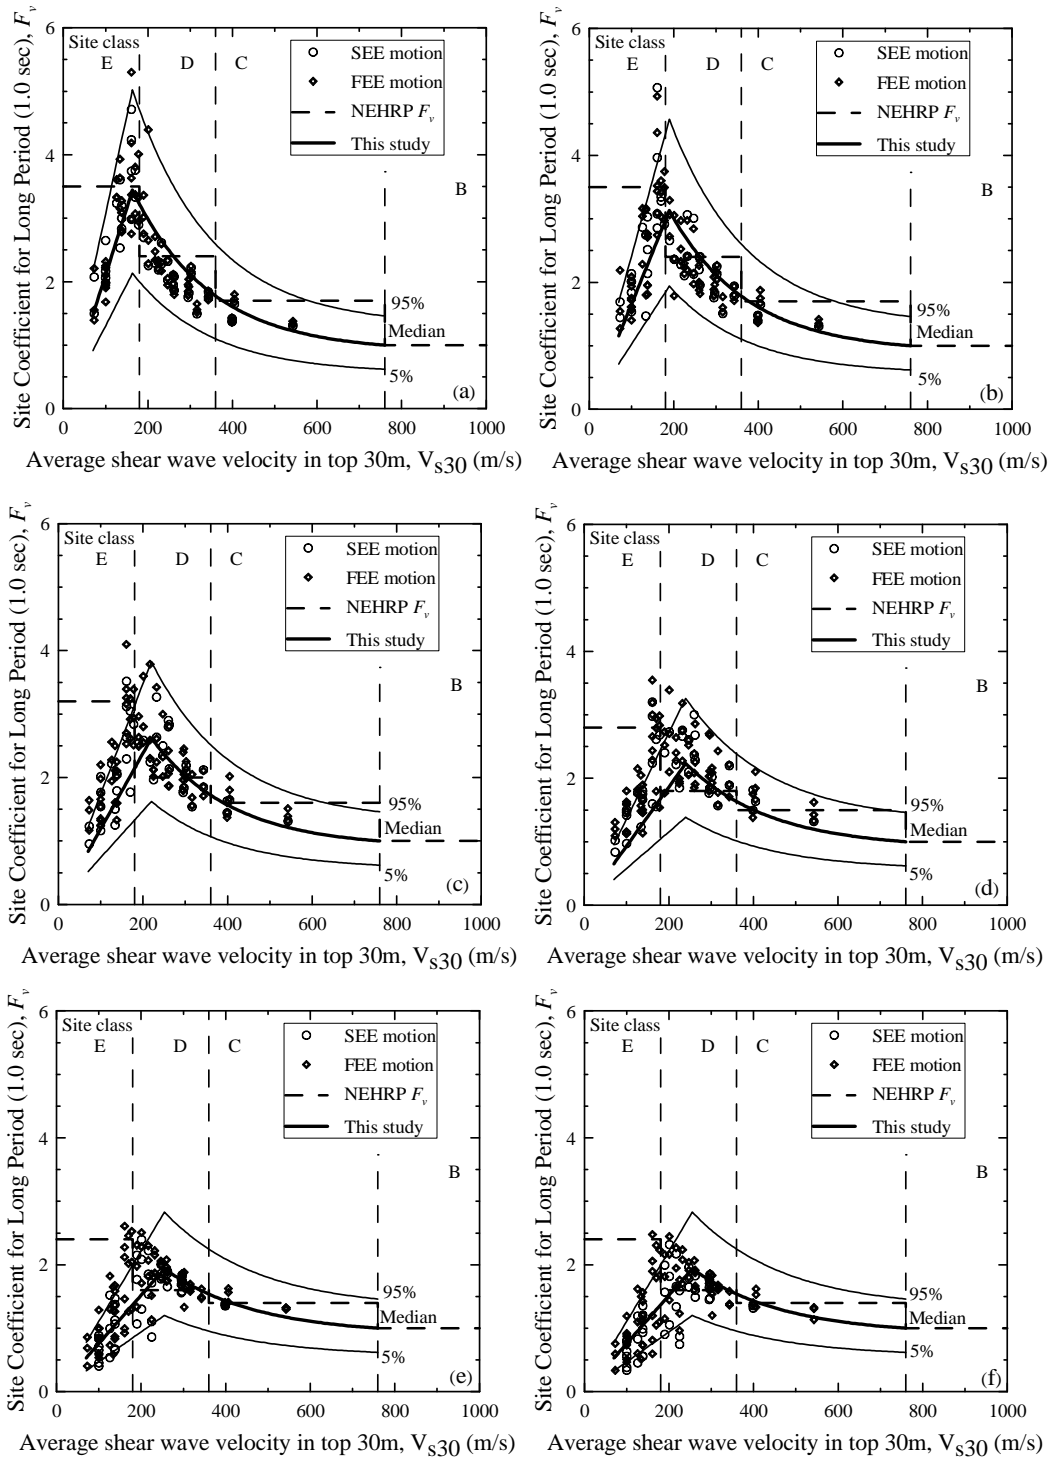 Site Coefficient for Long Period (1.0 sec), Fv
6
4
2
0
Site class
E
D
C
B
SEE motion
FEE motion
NEHRP Fv
This study
95%
Median
5%
(a)
0 200 400 600 800 1000
Average shear wave velocity in top 30m, VS30 (m/s)
Site Coefficient for Long Period (1.0 sec), Fv
6
4
2
0
Site class
E
D
C
B
SEE motion
FEE motion
NEHRP Fv
This study
95%
Median
5%
(b)
0 200 400 600 800 1000
Average shear wave velocity in top 30m, VS30 (m/s)
Site Coefficient for Long Period (1.0 sec), Fv
6
4
2
0
Site class
E
D
C
B
SEE motion
FEE motion
NEHRP Fv
This study
95%
Median
5%
(c)
0 200 400 600 800 1000
Average shear wave velocity in top 30m, VS30 (m/s)
Site Coefficient for Long Period (1.0 sec), Fv
6
4
2
0
Site class
E
D
C
B
SEE motion
FEE motion
NEHRP Fv
This study
95%
Median
5%
(d)
0 200 400 600 800 1000
Average shear wave velocity in top 30m, VS30 (m/s)
Site Coefficient for Long Period (1.0 sec), Fv
6
4
2
0
Site class
E
D
C
B
SEE motion
FEE motion
NEHRP Fv
This study
95%
Median
5%
(e)
0 200 400 600 800 1000
Average shear wave velocity in top 30m, VS30 (m/s)
Site Coefficient for Long Period (1.0 sec), Fv
6
4
2
0
Site class
E
D
C
B
SEE motion
FEE motion
NEHRP Fv
This study
95%
Median
5%
(f)
0 200 400 600 800 1000
Average shear wave velocity in top 30m, VS30 (m/s)